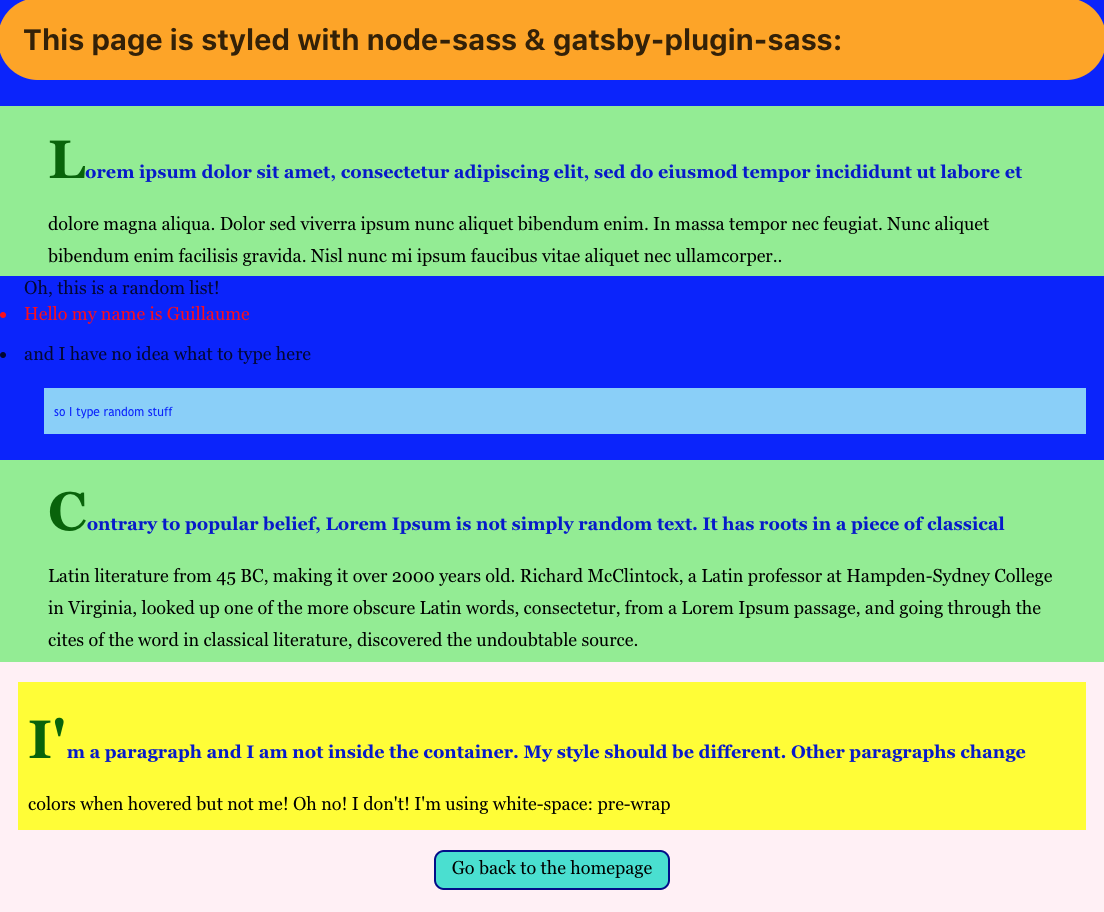 This page is styled with node-sass & gatsby-plugin-sass:
Lorem ipsum dolor sit amet, consectetur adipiscing elit, sed do eiusmod tempor incididunt ut labore et
dolore magna aliqua. Dolor sed viverra ipsum nunc aliquet bibendum enim. In massa tempor nec feugiat. Nunc aliquet
bibendum enim facilisis gravida. Nisl nunc mi ipsum faucibus vitae aliquet nec ullamcorper..
Oh, this is a random list!
• Hello my name is Guillaume
• and I have no idea what to type here
so I type random stuff
Contrary to popular belief, Lorem Ipsum is not simply random text. It has roots in a piece of classical
Latin literature from 45 BC, making it over 2000 years old. Richard McClintock, a Latin professor at Hampden-Sydney College
in Virginia, looked up one of the more obscure Latin words, consectetur, from a Lorem Ipsum passage, and going through the
cites of the word in classical literature, discovered the undoubtable source.
I'm a paragraph and I am not inside the container. My style should be different. Other paragraphs change
colors when hovered but not me! Oh no! I don't! I'm using white-space: pre-wrap
Go back to the homepage